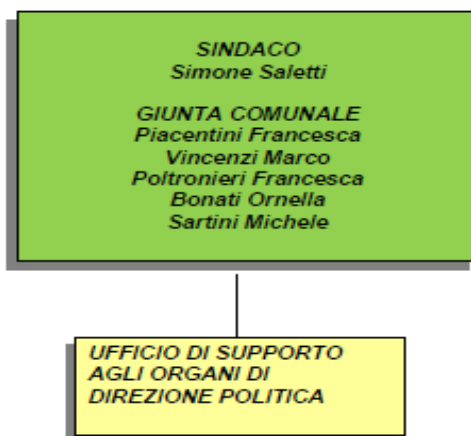 SINDACO
Simone Saletti
GIUNTA COMUNALE
Piacentini Francesca
Vincenzi Marco
Poltronieri Francesca
Bonati Ornella
Sartini Michele
UFFICIO DI SUPPORTO
AGLI ORGANI DI
DIREZIONE POLITICA